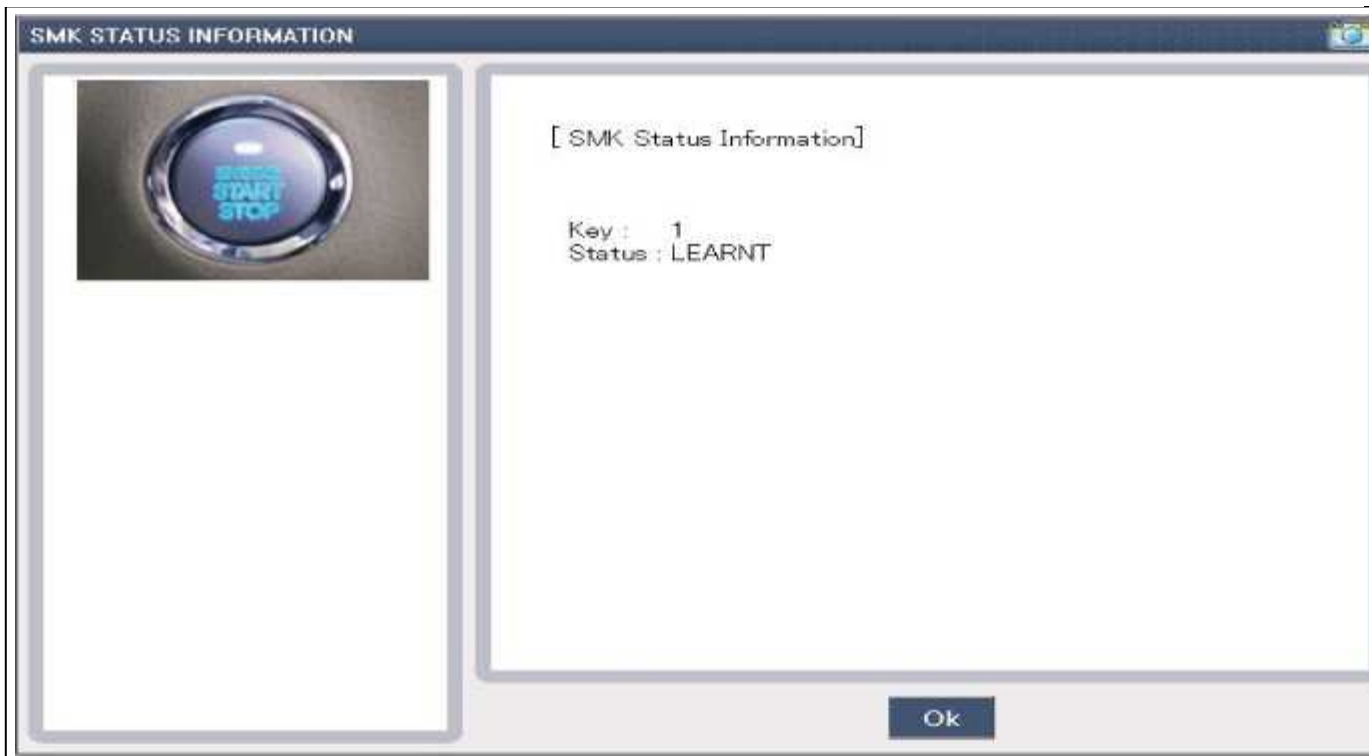 SMK STATUS INFORMATION
START
STOP
[ SMK Status Information]
Key : 1
Status : LEARNT
Ok